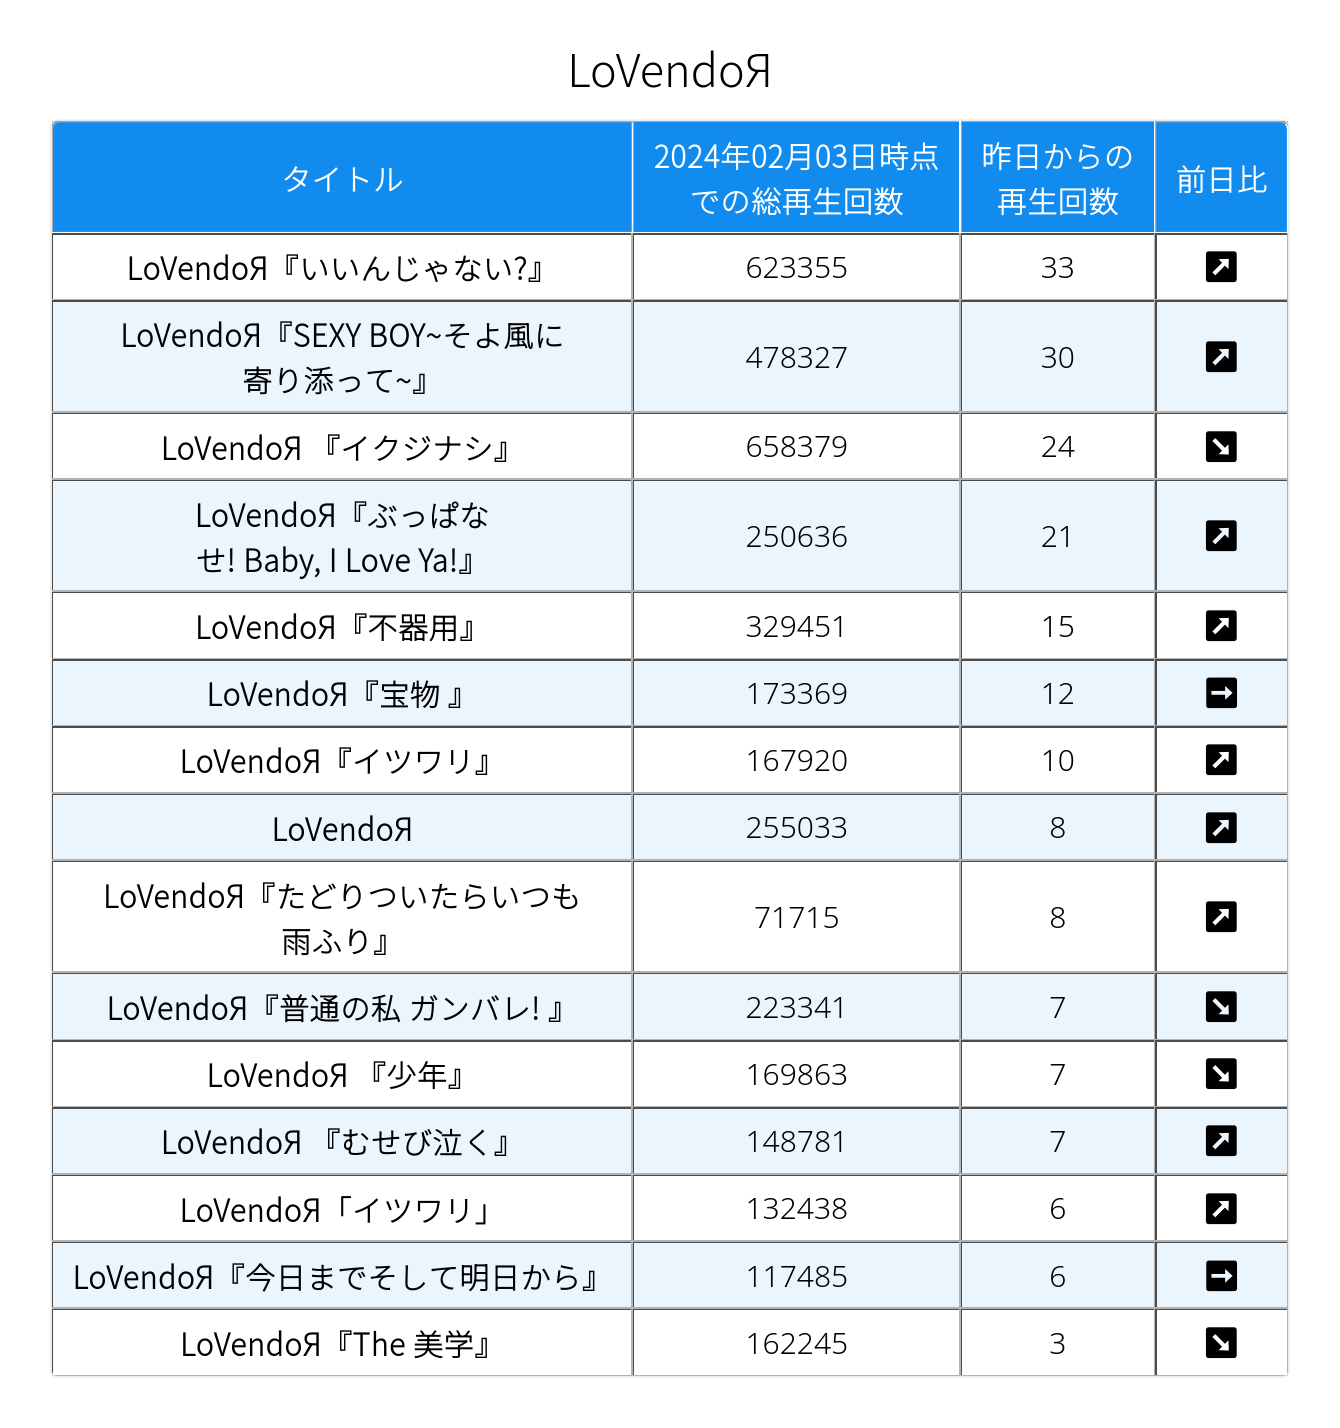 LoVendoЯ
タイトル
2024年02月03日時点
での総再生回数
昨日からの
再生回数
前日比
LoVendoЯ『いいんじゃない?』
623355
33
LoVendoЯ『SEXY BOY~そよ風に
寄り添って~』
478327
30
LoVendoЯ 『イクジナシ』
658379
24
LoVendoЯ『ぶっぱな
せ! Baby, I Love Ya!』
250636
21
LoVendoЯ『不器用』
329451
15
LoVendoЯ『宝物 』
173369
12
LoVendoЯ『イツワリ』
167920
10
LoVendoЯ
255033
8
LoVendoЯ『たどりついたらいつも
雨ふり』
71715
8
LoVendoЯ『普通の私 ガンバレ! 』
223341
7
LoVendoЯ 『少年』
169863
7
LoVendoЯ 『むせび泣く』
148781
7
LoVendoЯ「イツワリ」
132438
6
LoVendoЯ『今日までそして明日から』
117485
6
LoVendoЯ『The 美学』
162245
3